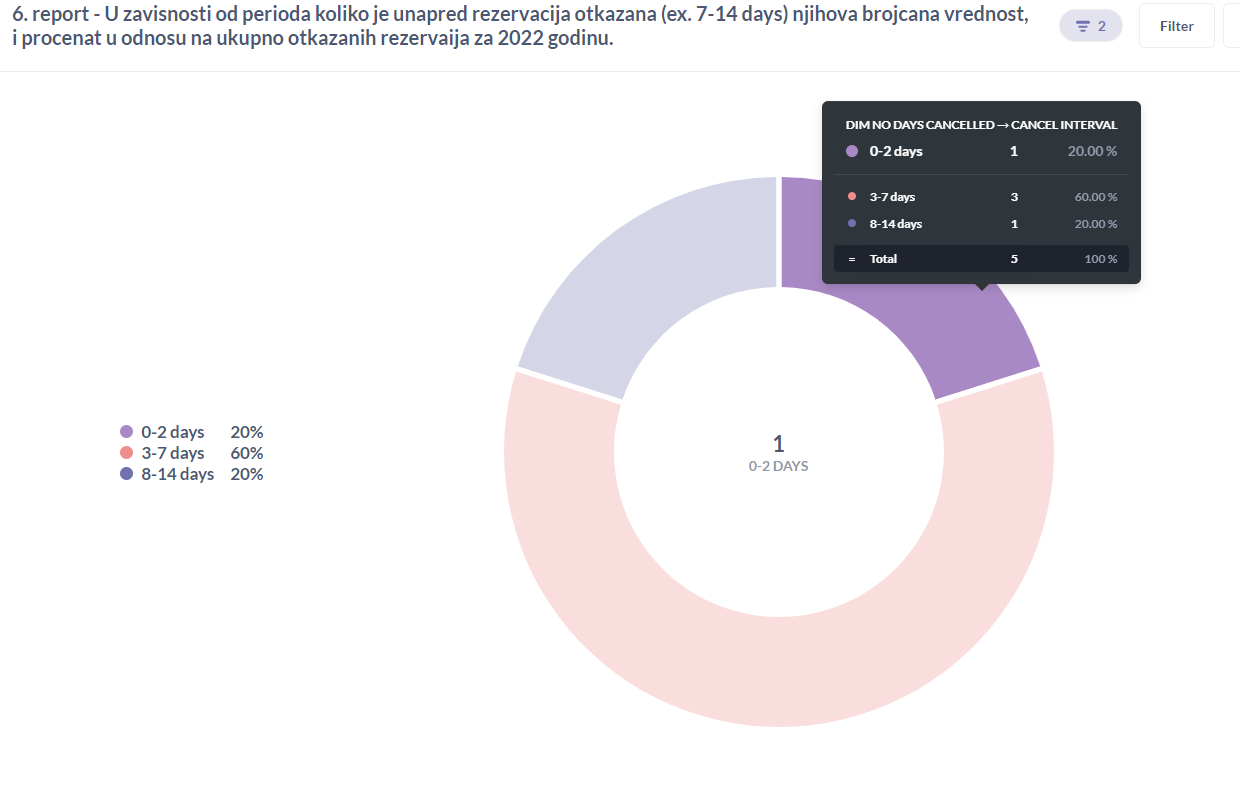 6. report - U zavisnosti od perioda koliko je unapred rezervacija otkazana (ex. 7-14 days) njihova brojcana vrednost,
i procenat u odnosu na ukupno otkazanih rezervaija za 2022 godinu.
2
Filter
DIM NO DAYS CANCELLED → CANCEL INTERVAL
0-2 days 1 20.00 %
3-7 days 3 60.00 %
8-14 days 1 20.00 %
= Total 5 100 %
0-2 days 20%
3-7 days 60%
8-14 days 20%
1
0-2 DAYS